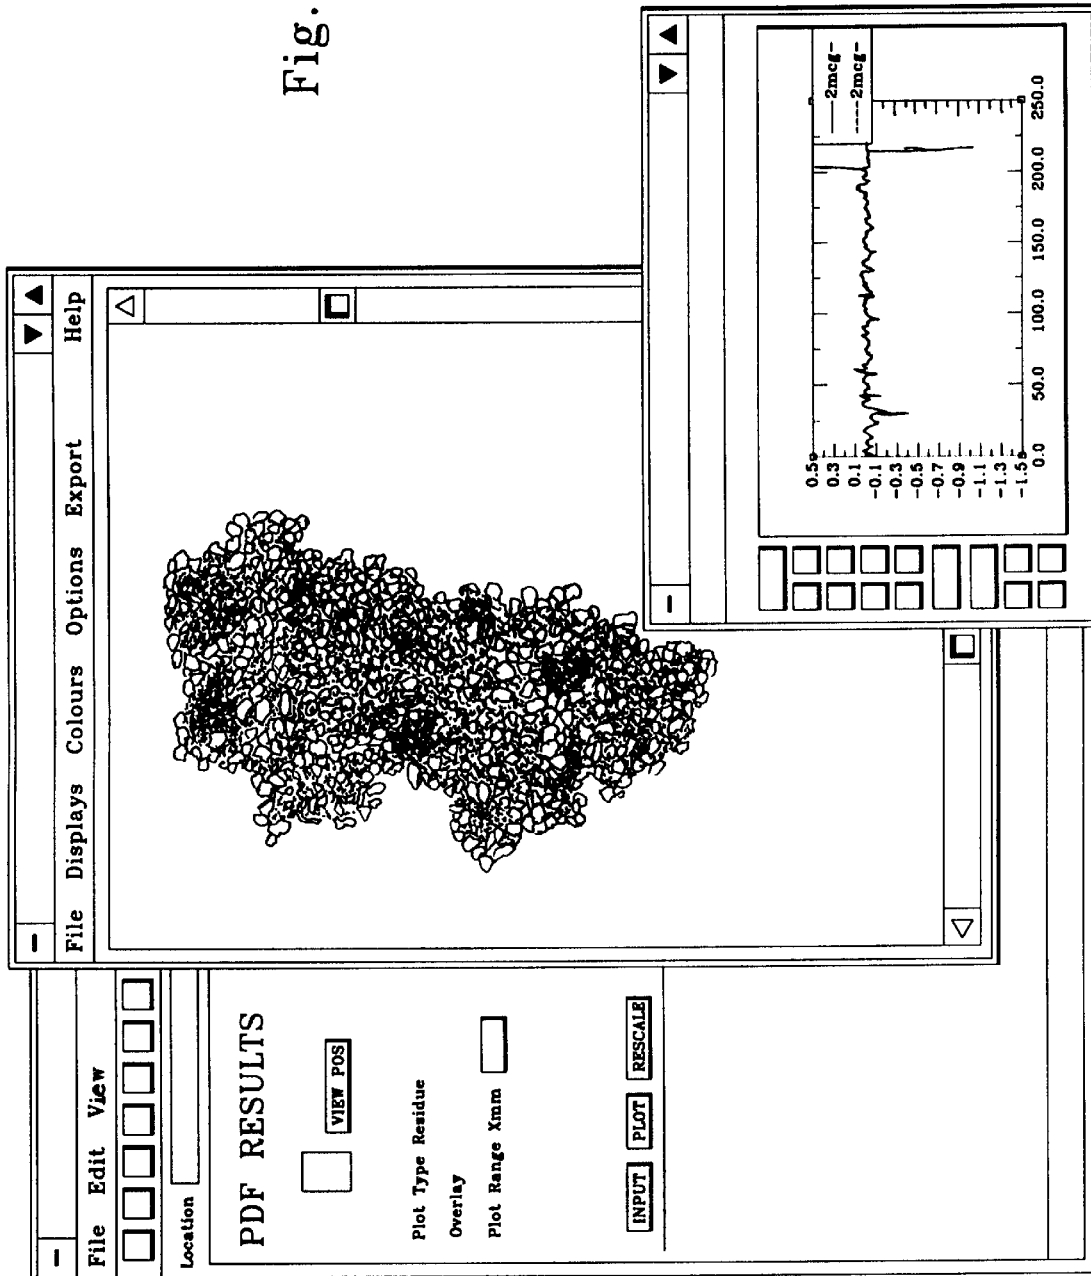 Fig.
File Displays Colours Options Export Help
File Edit View
Location
PDF RESULTS
VIEW POS
Plot Type Residue
Overlay
Plot Range Xmm
INPUT PLOT RESCALE
2mcg-
2mcg-
0.5
0.3
0.1
-0.1
-0.3
-0.5
-0.7
-0.9
-1.1
-1.3
-1.5
0.0 50.0 100.0 150.0 200.0 250.0